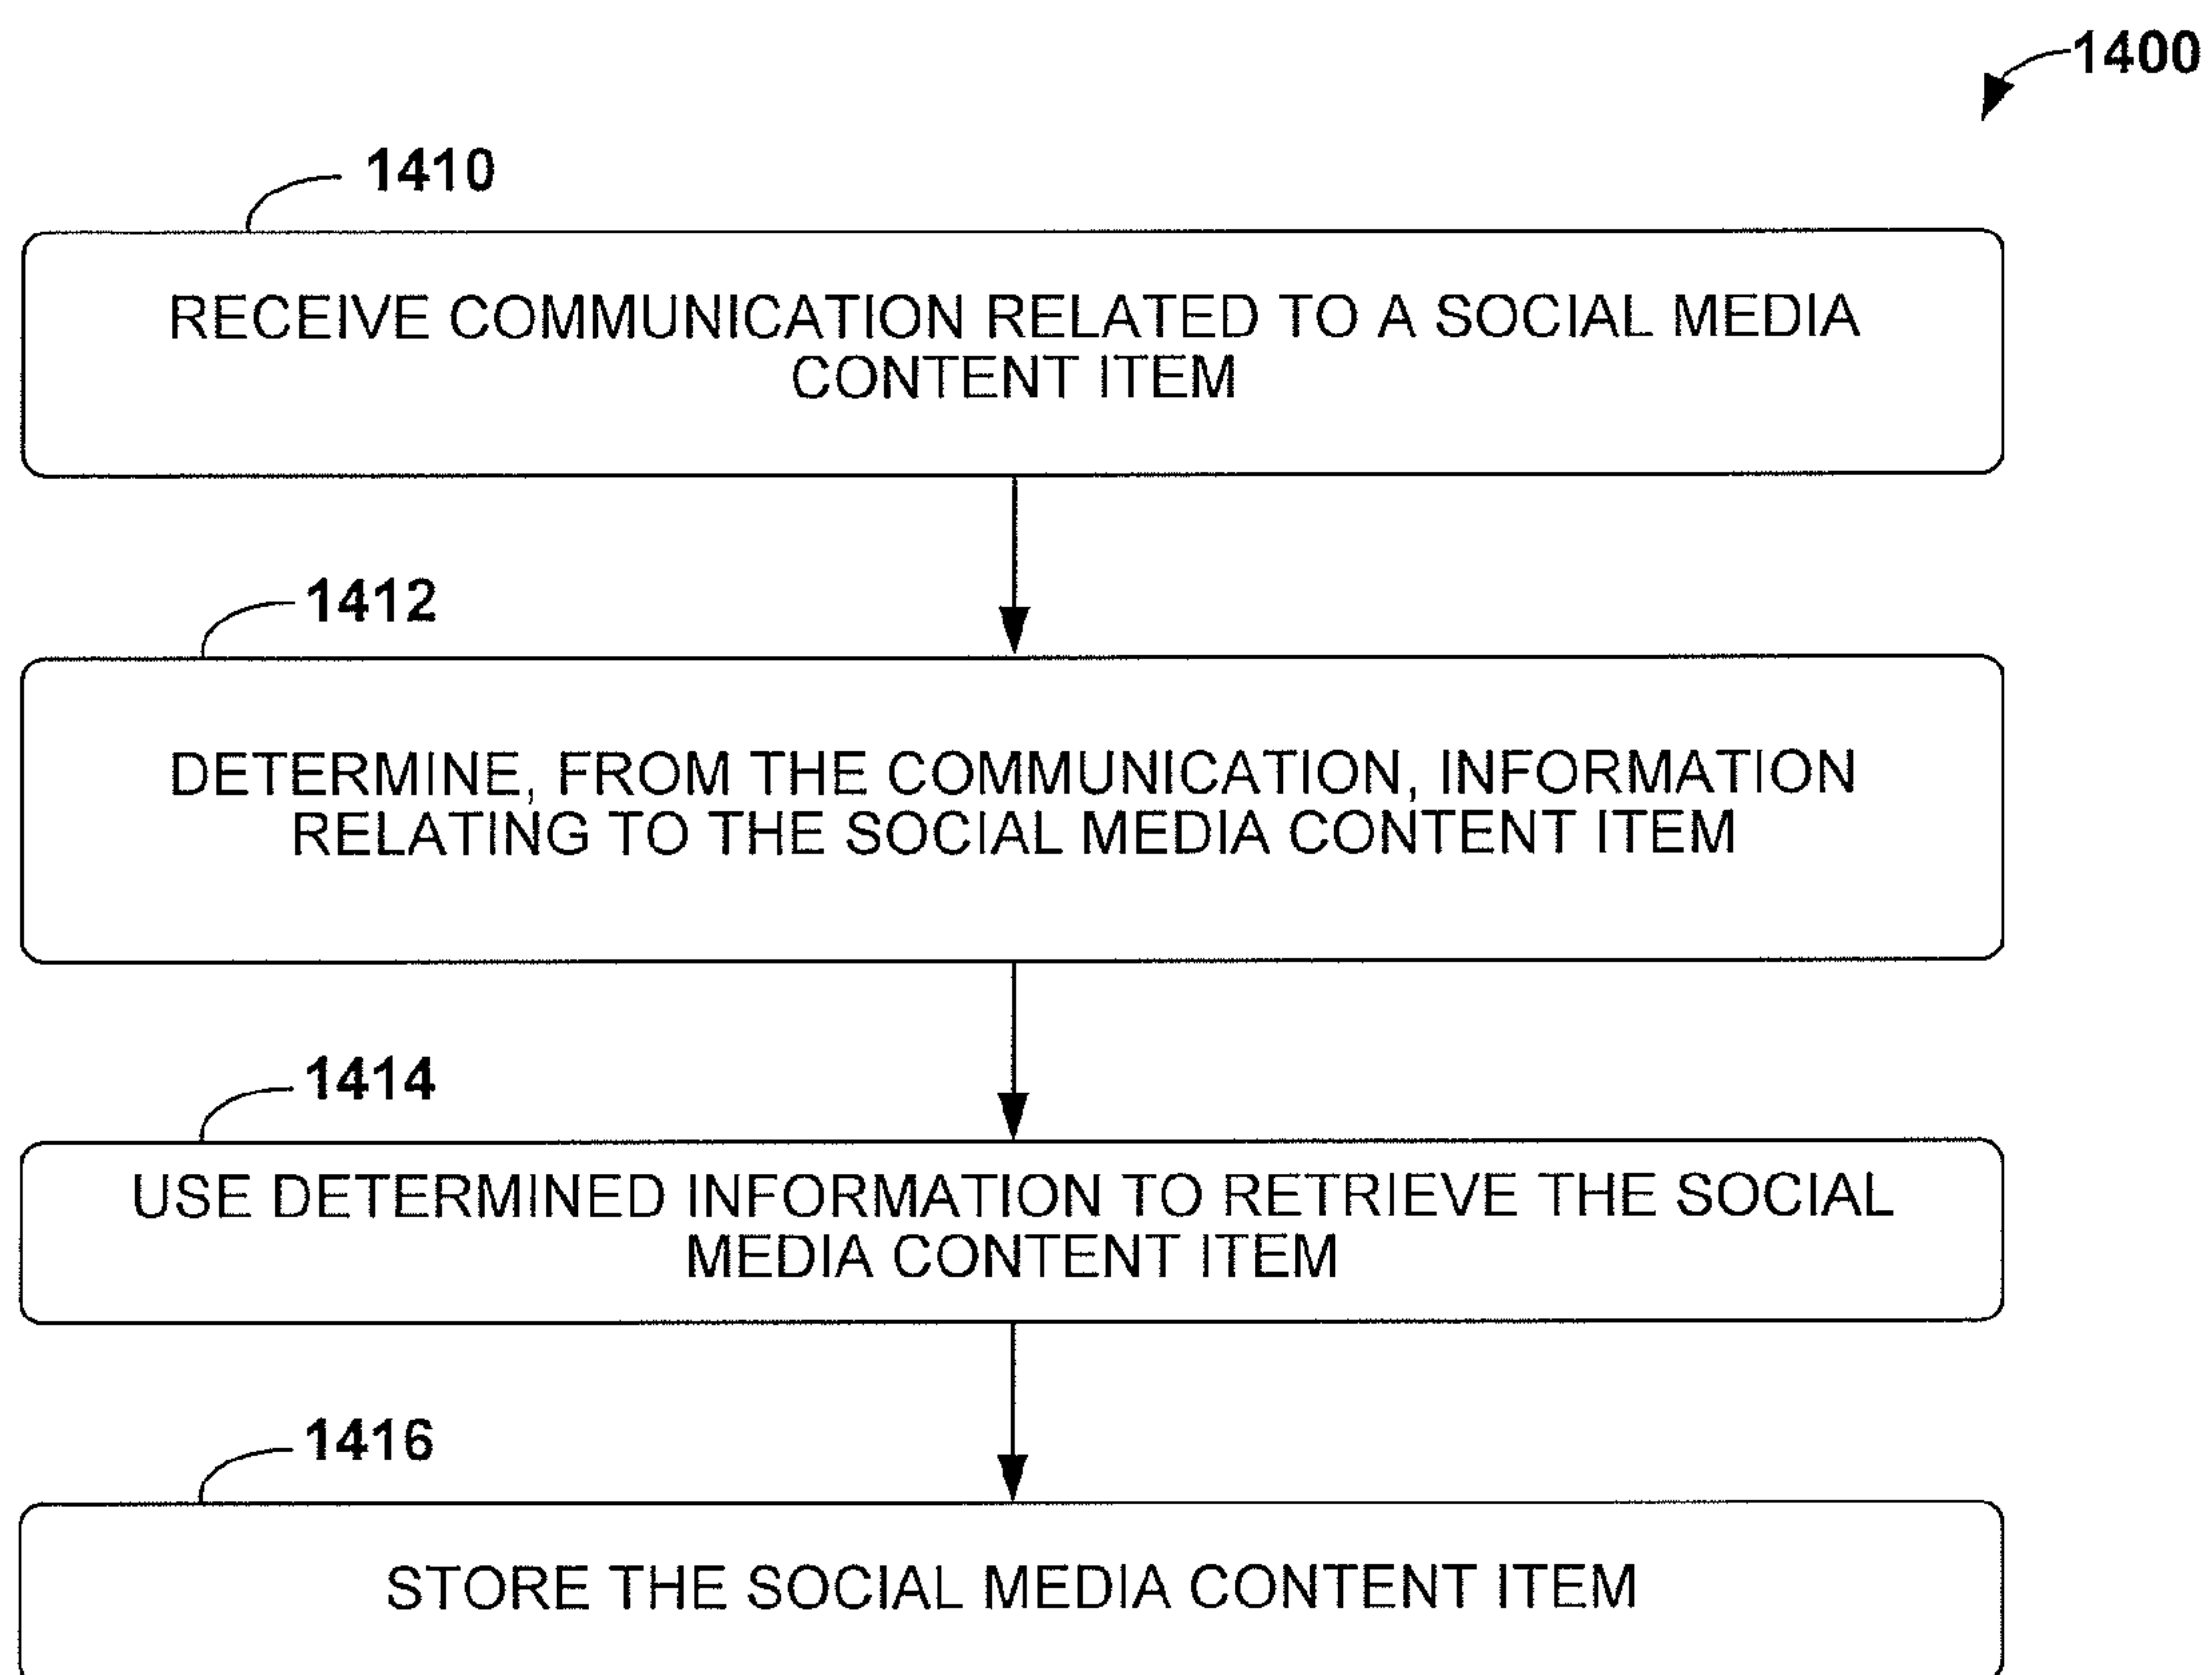 1400
1410
RECEIVE COMMUNICATION RELATED TO A SOCIAL MEDIA
CONTENT ITEM
1412
DETERMINE, FROM THE COMMUNICATION, INFORMATION
RELATING TO THE SOCIAL MEDIA CONTENT ITEM
1414
USE DETERMINED INFORMATION TO RETRIEVE THE SOCIAL
MEDIA CONTENT ITEM
1416
STORE THE SOCIAL MEDIA CONTENT ITEM